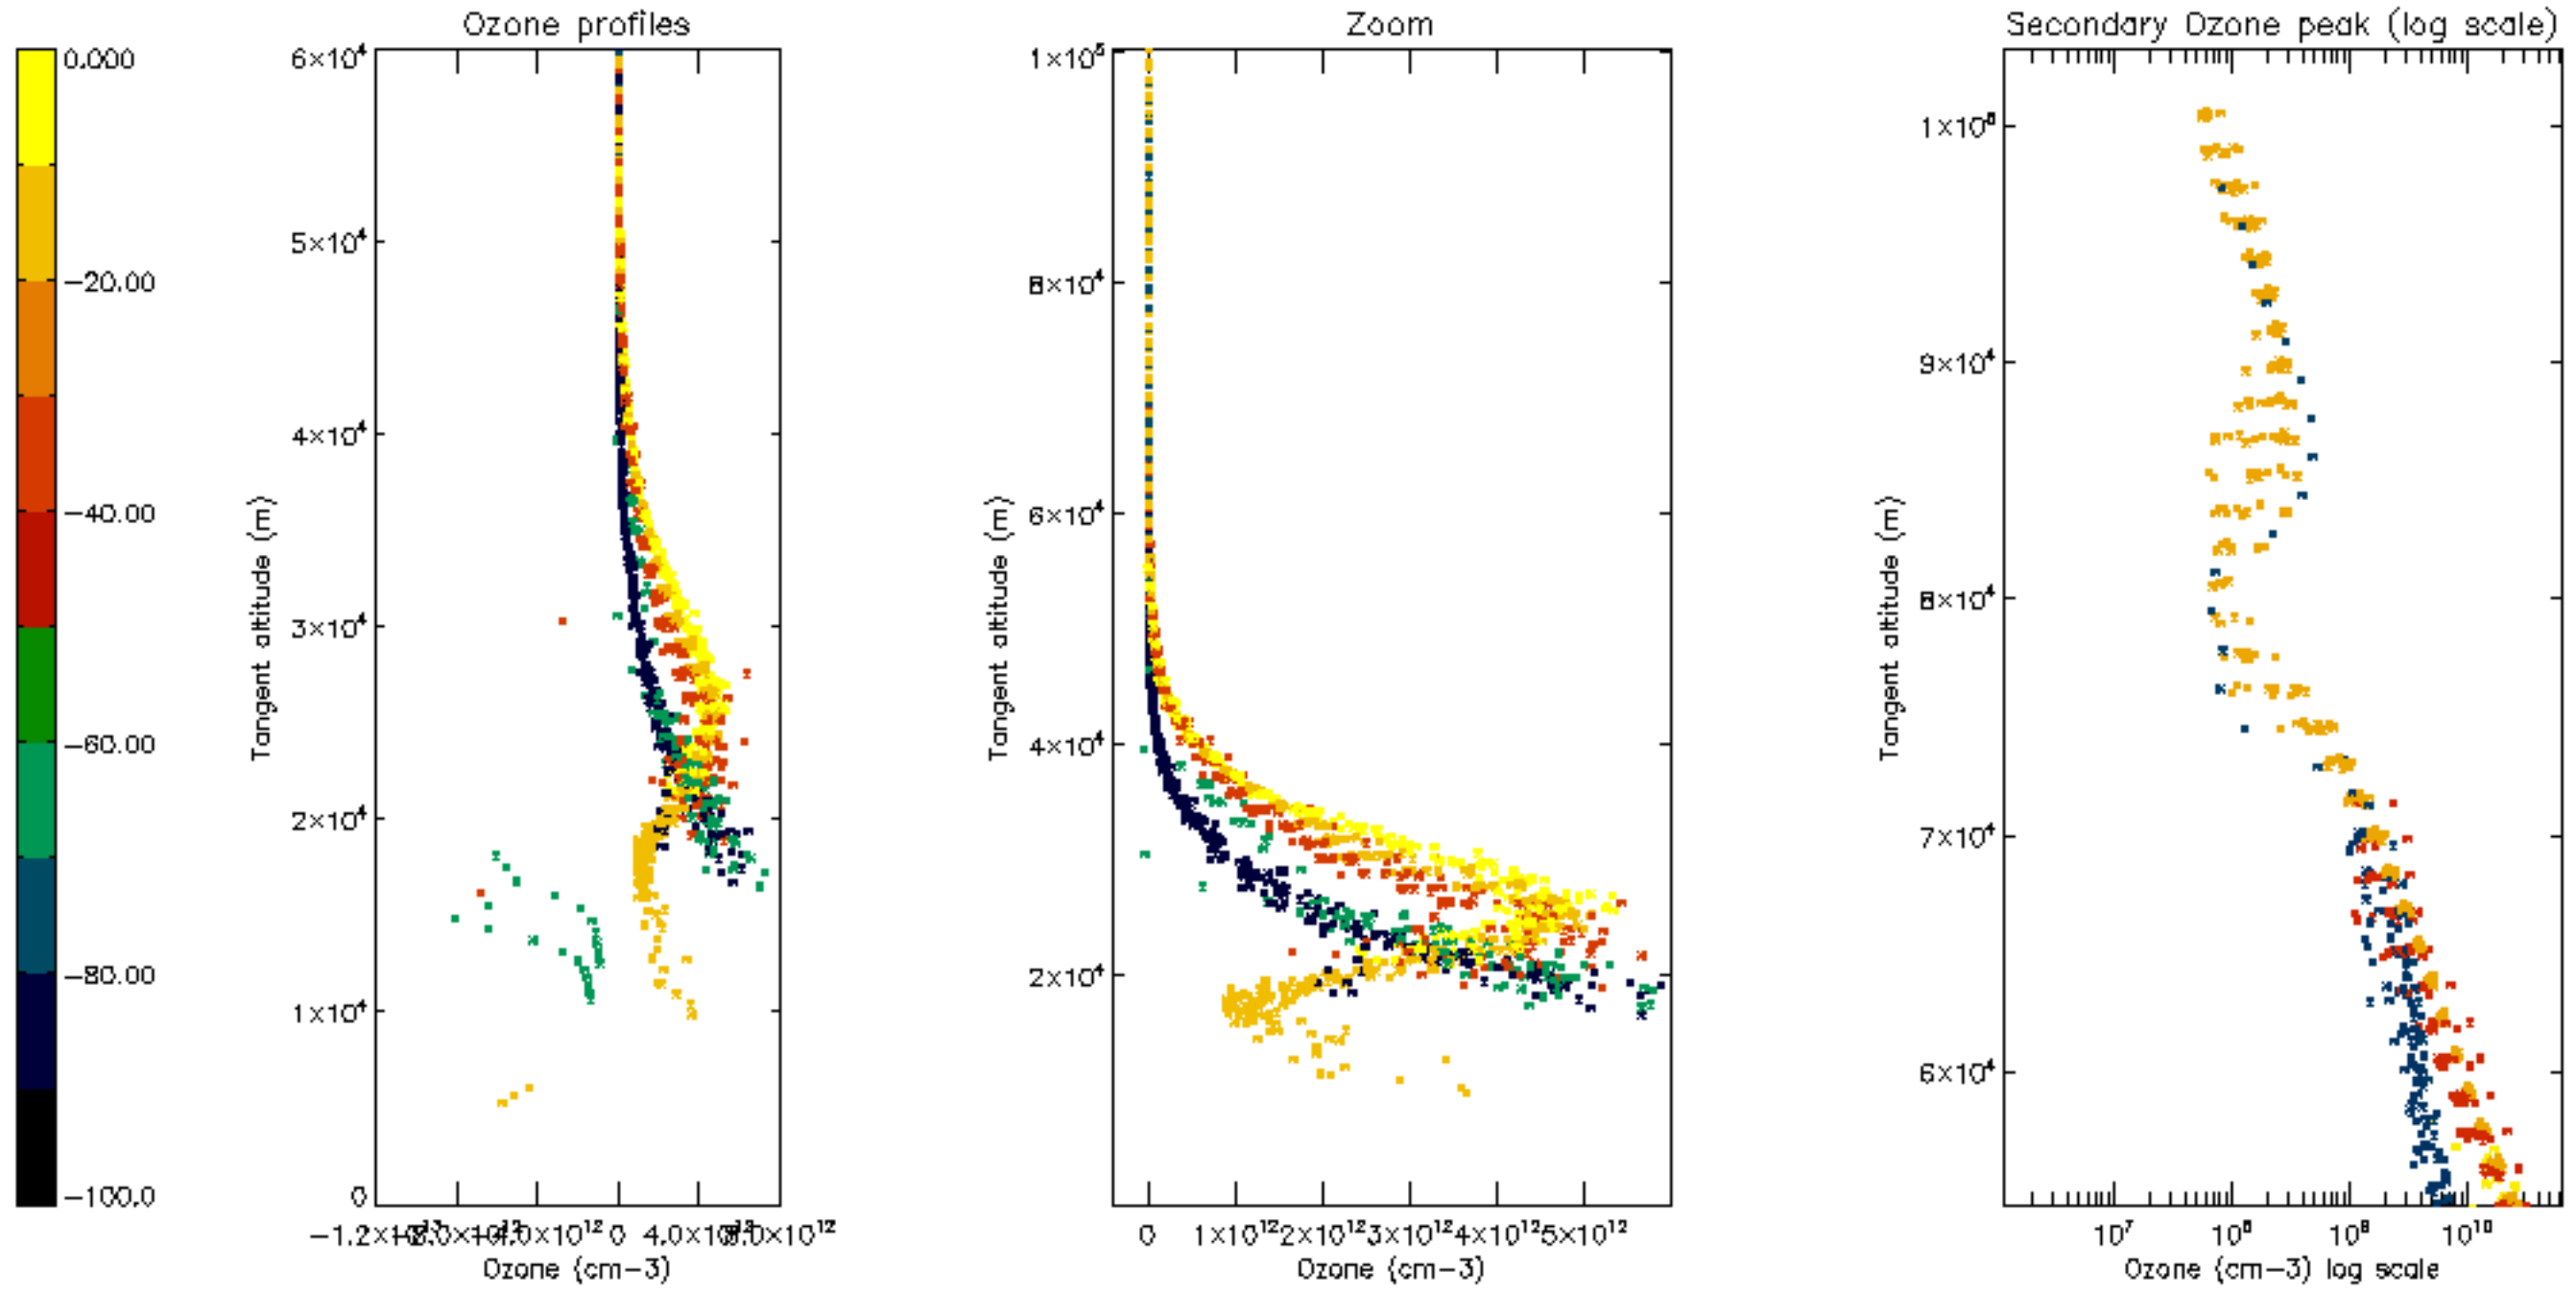 Ozone profiles
Zoom
Secondary Ozone peak (log scale)
0.000
−20.00
−40.00
−60.00
−80.00
−100.0
6×10⁴
5×10⁴
4×10⁴
3×10⁴
2×10⁴
1×10⁴
0
Tangent altitude (m)
0 4.0×10¹²
Ozone (cm−3)
1×10⁵
8×10⁴
6×10⁴
4×10⁴
2×10⁴
Tangent altitude (m)
0 1×10¹² 2×10¹² 3×10¹² 4×10¹² 5×10¹²
Ozone (cm−3)
9×10⁴
8×10⁴
7×10⁴
6×10⁴
Tangent altitude (m)
10⁷ 10⁸ 10⁹ 10¹⁰
Ozone (cm−3) log scale